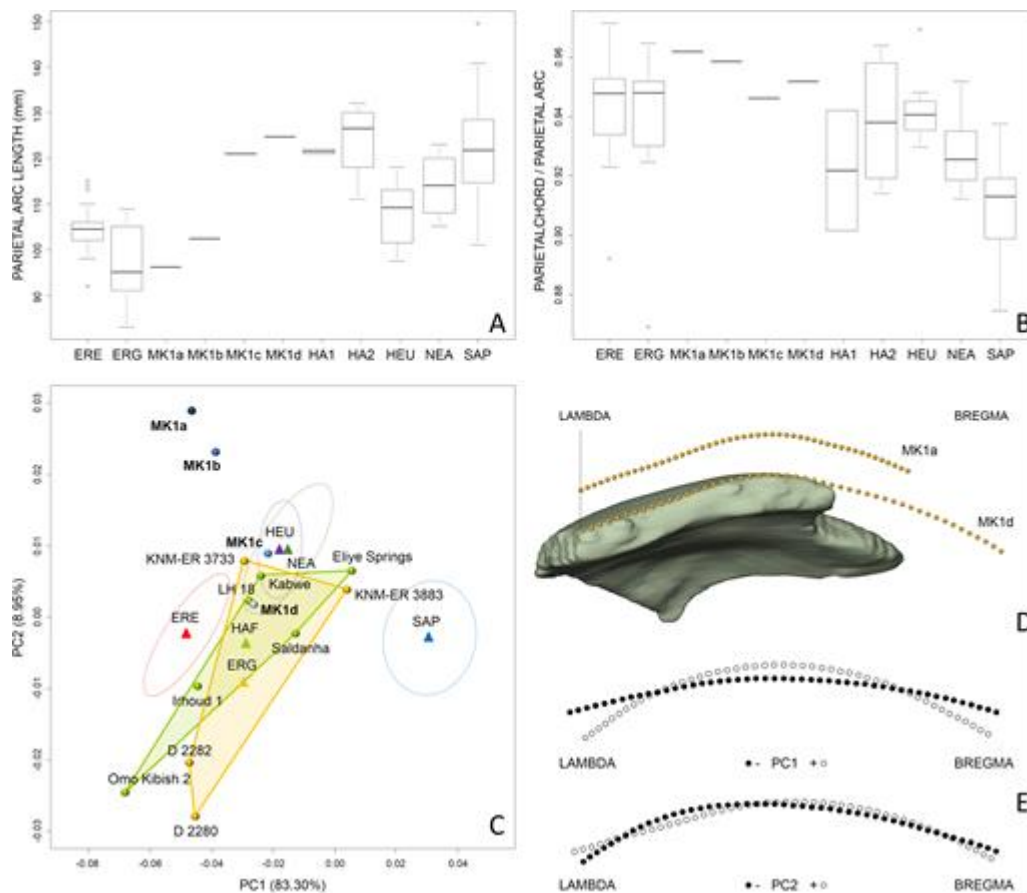 PARIETAL ARC LENGTH (mm)
90 100 110 120 130 140 150
ERE ERG MK1a MK1b MK1c MK1d HA1 HA2 HEU NEA SAP
A
PARIETALCHORD / PARIETAL ARC
0.88 0.90 0.92 0.94 0.96
ERE ERG MK1a MK1b MK1c MK1d HA1 HA2 HEU NEA SAP
B
PC2 (8.95%)
0.03
0.02
0.01
0.00
-0.01
-0.02
-0.03
MK1a
MK1b
MK1c
HEU
KNM-ER 3733
NEA
Eliye Springs
LH 18
Kabwe
KNM-ER 3883
MK1d
ERE
SAP
HAF
Saldanha
ERG
Irhoud 1
D 2282
Omo Kibish 2
D 2280
C
-0.08 -0.06 -0.04 -0.02 0.00 0.02 0.04
PC1 (83.30%)
LAMBDA BREGMA
MK1a
MK1d
D
LAMBDA - PC1 + BREGMA
E
LAMBDA - PC2 + BREGMA